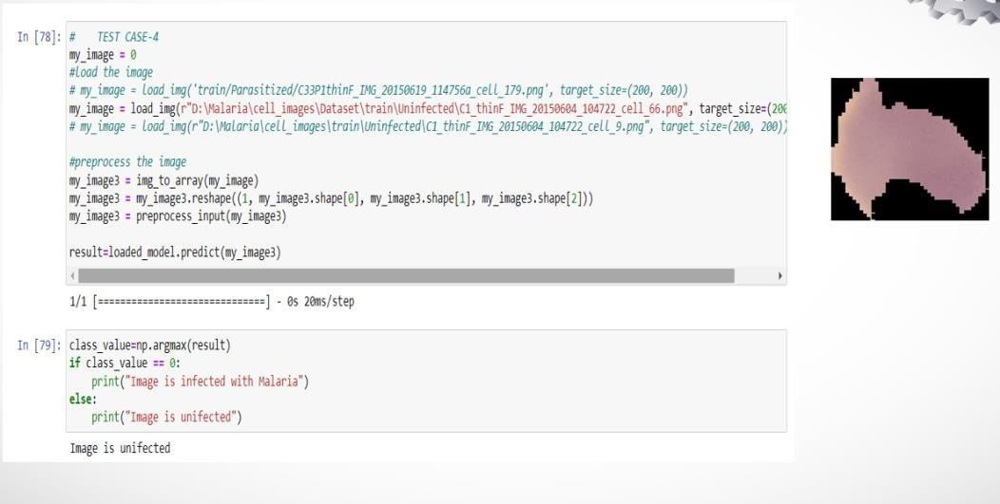 In [78]: #   TEST CASE-4
my_image = 0
#load the image
# my_image = load_img('train/Parasitized/C33P1thinF_IMG_20150619_114756a_cell_179.png', target_size=(200, 200))
my_image = load_img(r"D:\Malaria\cell_images\Dataset\train\Uninfected\C1_thinF_IMG_20150604_104722_cell_66.png", target_size=(200
# my_image = load_img(r"D:\Malaria\cell_images\train\Uninfected\C1_thinF_IMG_20150604_104722_cell_9.png", target_size=(200, 200))
#preprocess the image
my_image3 = img_to_array(my_image)
my_image3 = my_image3.reshape((1, my_image3.shape[0], my_image3.shape[1], my_image3.shape[2]))
my_image3 = preprocess_input(my_image3)
result=loaded_model.predict(my_image3)
1/1 [==============================] - 0s 20ms/step
In [79]: class_value=np.argmax(result)
if class_value == 0:
    print("Image is infected with Malaria")
else:
    print("Image is unifected")
Image is unifected